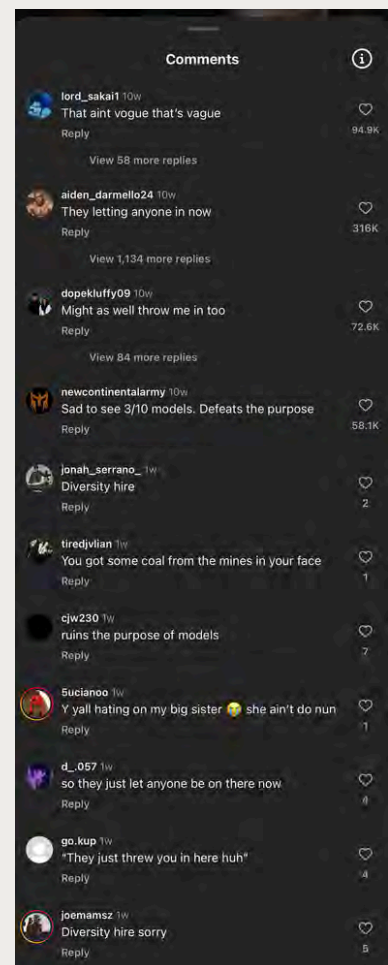 Comments
lord_sakai1 10w
That aint vogue that's vague
Reply
94.9K
View 58 more replies
aiden_darmello24 10w
They letting anyone in now
Reply
316K
View 1,134 more replies
dopekluffy09 10w
Might as well throw me in too
Reply
72.6K
View 84 more replies
newcontinentalarmy 10w
Sad to see 3/10 models. Defeats the purpose
Reply
58.1K
jonah_serrano_ 1w
Diversity hire
Reply
2
tiredjvlian 1w
You got some coal from the mines in your face
Reply
1
cjw230 1w
ruins the purpose of models
Reply
7
5ucianoo 1w
Y yall hating on my big sister 😭 she ain't do nun
Reply
1
d_.057 1w
so they just let anyone be on there now
Reply
go.kup 1w
"They just threw you in here huh"
Reply
4
joemamsz 1w
Diversity hire sorry
Reply
5